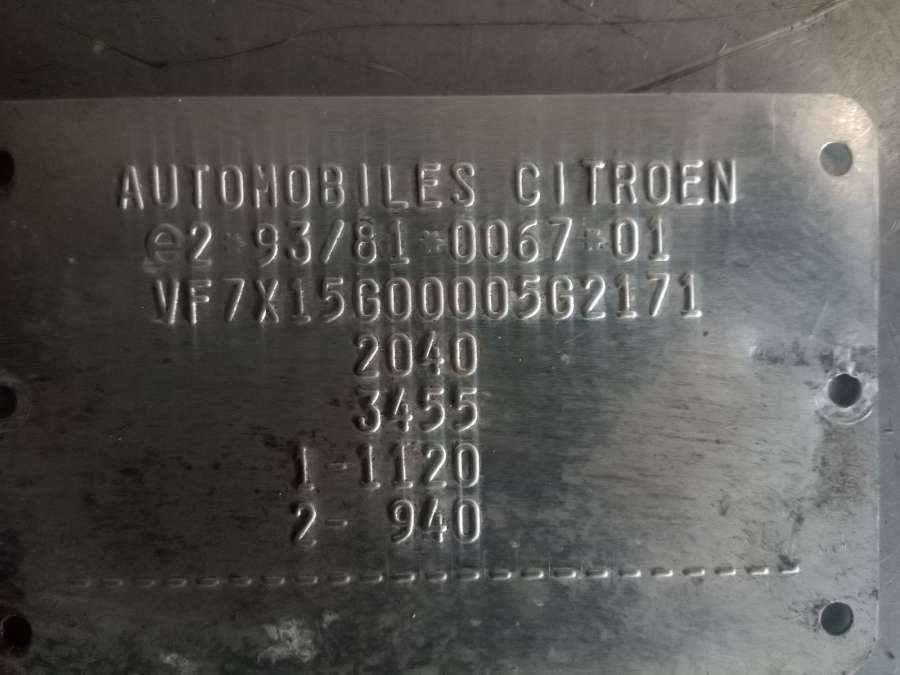 AUTOMOBILES CITROEN
e2*93/81*0067*01
VF7X15G00005G2171
2040
3455
1-1120
2- 940